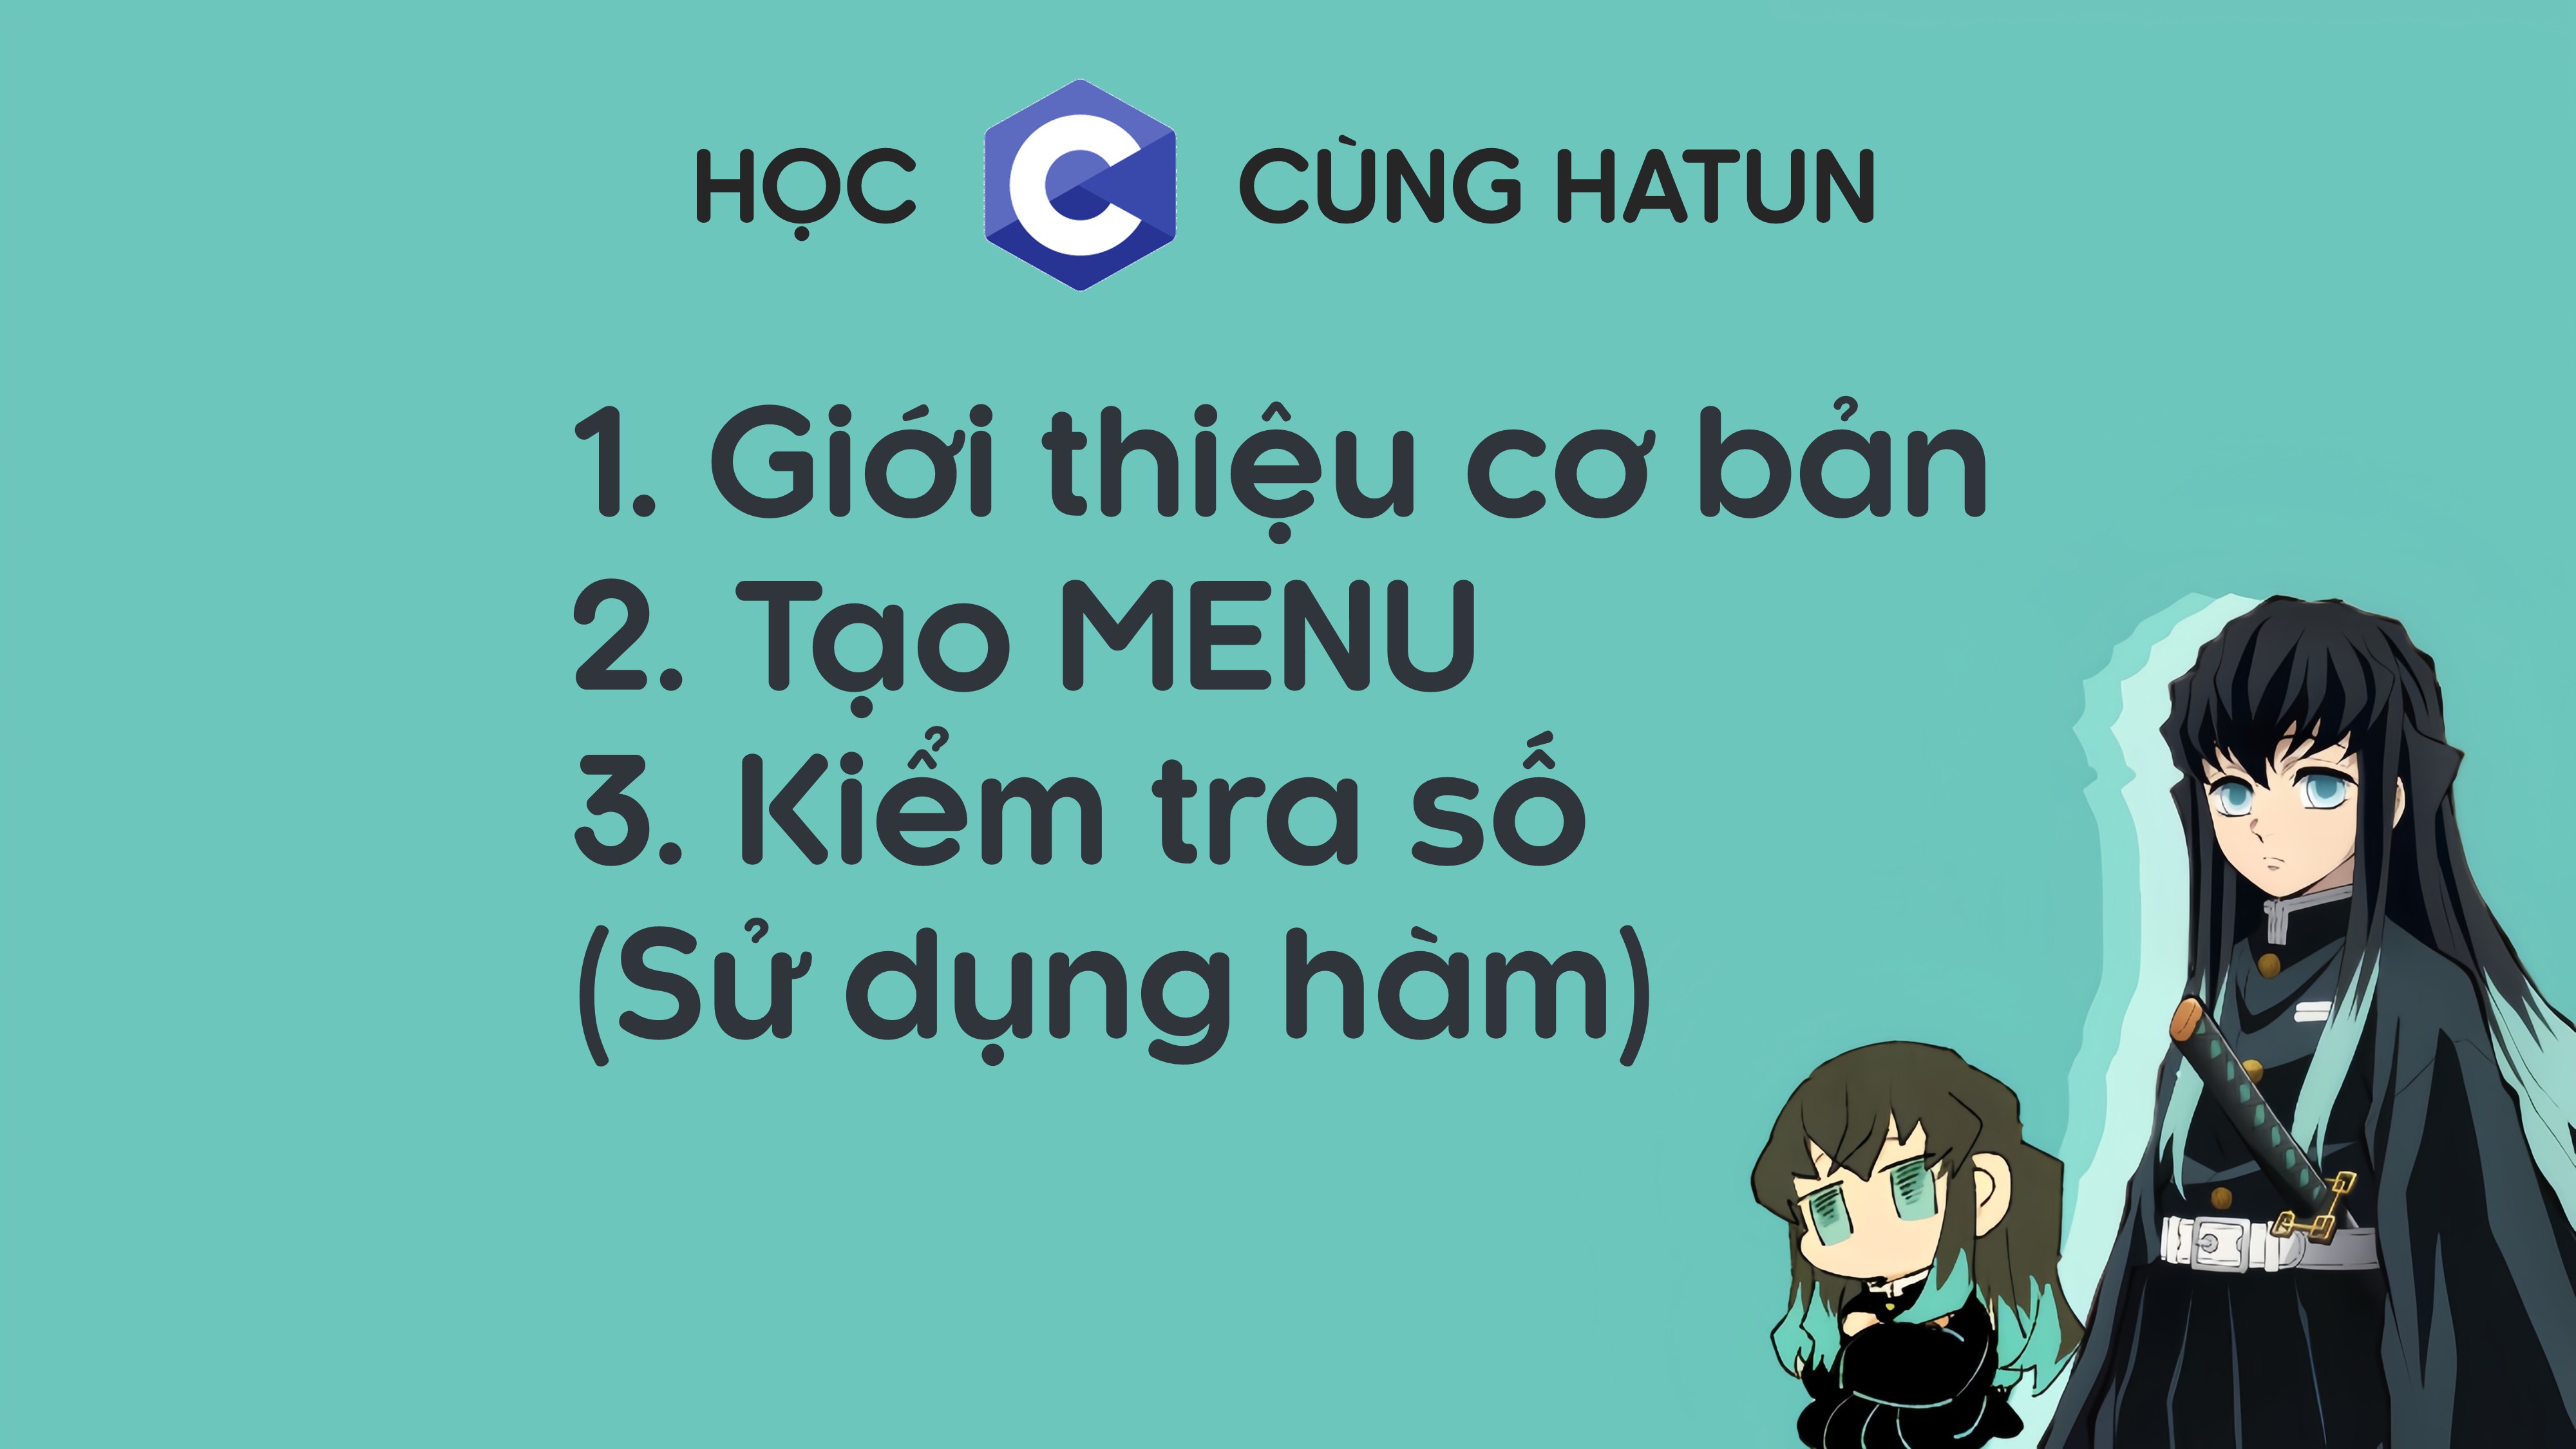 HỌC C CÙNG HATUN
1. Giới thiệu cơ bản
2. Tạo MENU
3. Kiểm tra số
(Sử dụng hàm)